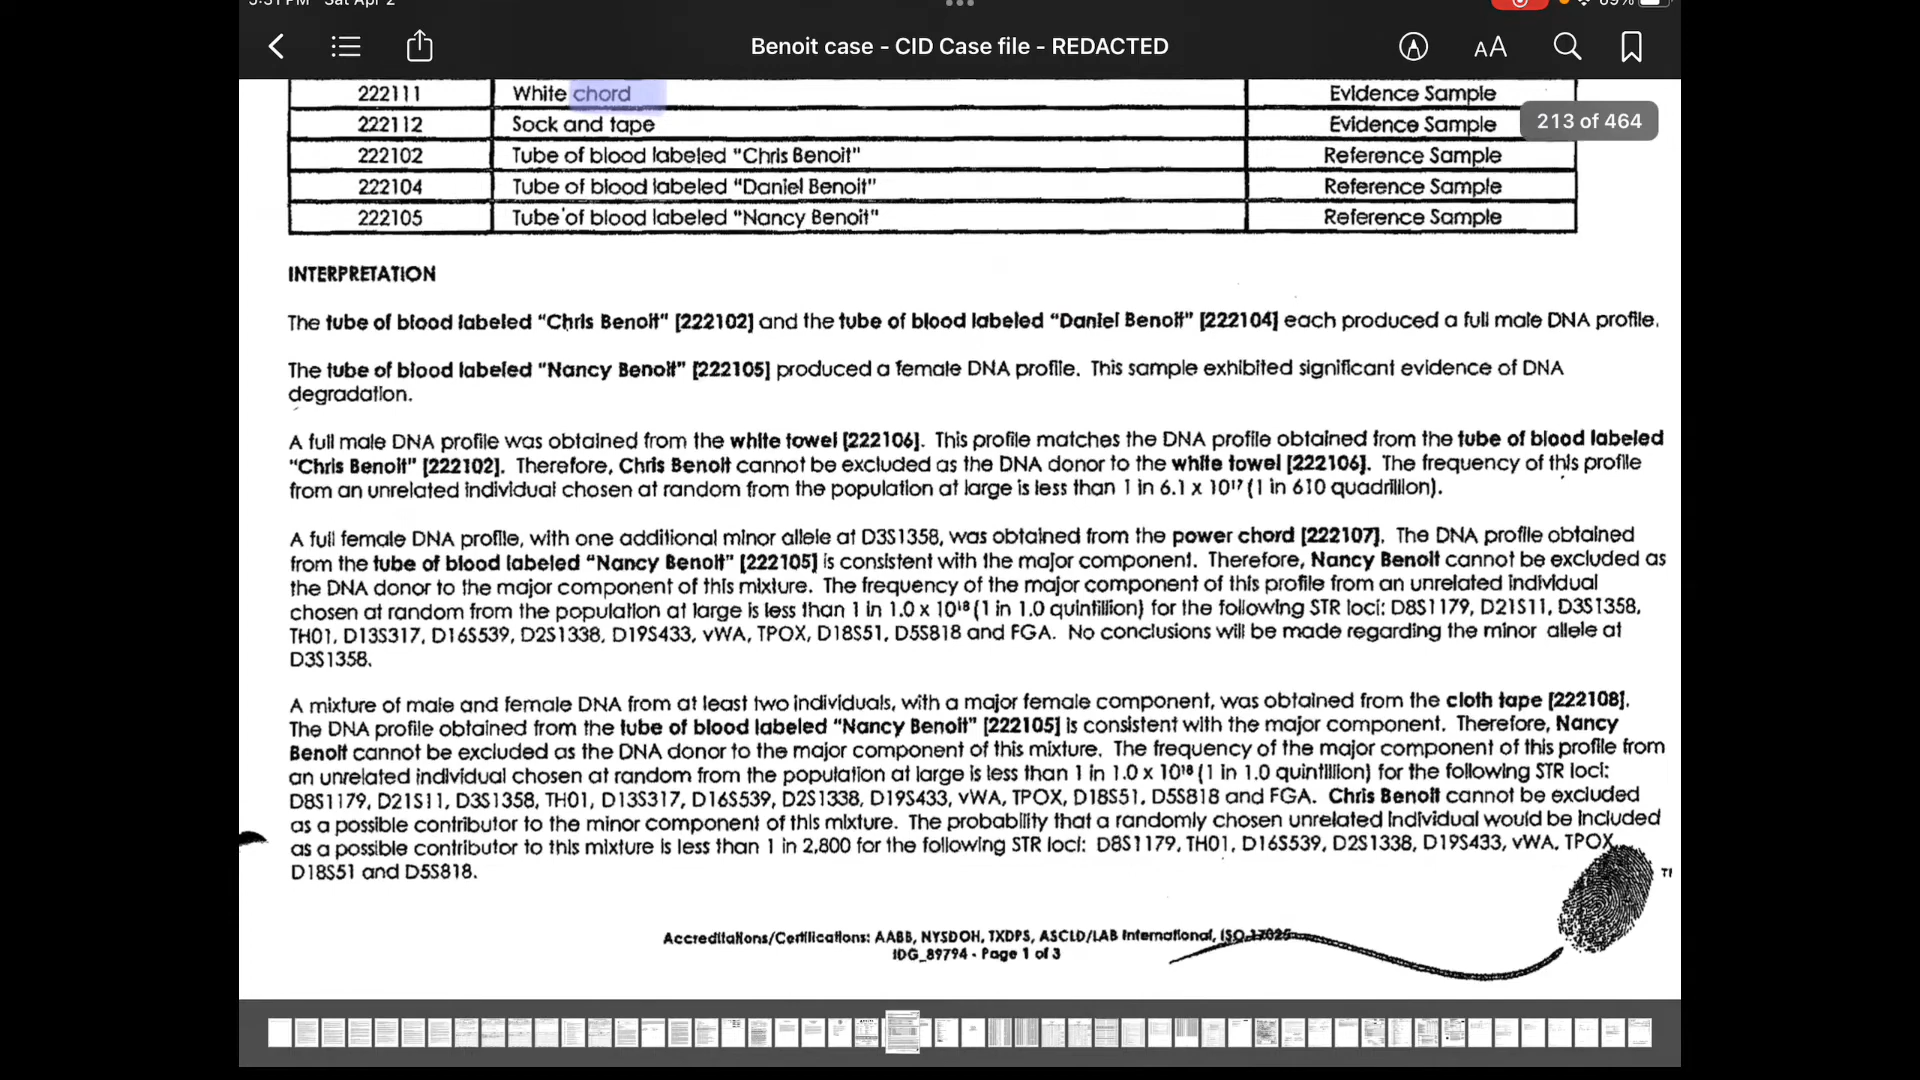 5:31 PM Sat Apr 2
69%
Benoit case - CID Case file - REDACTED
AA
222111 White chord Evidence Sample
213 of 464
222112 Sock and tape Evidence Sample
222102 Tube of blood labeled "Chris Benoit" Reference Sample
222104 Tube of blood labeled "Daniel Benoit" Reference Sample
222105 Tube of blood labeled "Nancy Benoit" Reference Sample
INTERPRETATION
The tube of blood labeled "Chris Benoit" [222102] and the tube of blood labeled "Daniel Benoit" [222104] each produced a full male DNA profile.
The tube of blood labeled "Nancy Benoit" [222105] produced a female DNA profile. This sample exhibited significant evidence of DNA
degradation.
A full male DNA profile was obtained from the white towel [222106]. This profile matches the DNA profile obtained from the tube of blood labeled
"Chris Benoit" [222102]. Therefore, Chris Benoit cannot be excluded as the DNA donor to the white towel [222106]. The frequency of this profile
from an unrelated individual chosen at random from the population at large is less than 1 in 6.1 x 10¹⁷ (1 in 610 quadrillion).
A full female DNA profile, with one additional minor allele at D3S1358, was obtained from the power chord [222107]. The DNA profile obtained
from the tube of blood labeled "Nancy Benoit" [222105] is consistent with the major component. Therefore, Nancy Benoit cannot be excluded as
the DNA donor to the major component of this mixture. The frequency of the major component of this profile from an unrelated individual
chosen at random from the population at large is less than 1 in 1.0 x 10¹⁸ (1 in 1.0 quintillion) for the following STR loci: D8S1179, D21S11, D3S1358,
TH01, D13S317, D16S539, D2S1338, D19S433, vWA, TPOX, D18S51, D5S818 and FGA. No conclusions will be made regarding the minor allele at
D3S1358.
A mixture of male and female DNA from at least two individuals, with a major female component, was obtained from the cloth tape [222108].
The DNA profile obtained from the tube of blood labeled "Nancy Benoit" [222105] is consistent with the major component. Therefore, Nancy
Benoit cannot be excluded as the DNA donor to the major component of this mixture. The frequency of the major component of this profile from
an unrelated individual chosen at random from the population at large is less than 1 in 1.0 x 10¹⁸ (1 in 1.0 quintillion) for the following STR loci:
D8S1179, D21S11, D3S1358, TH01, D13S317, D16S539, D2S1338, D19S433, vWA, TPOX, D18S51, D5S818 and FGA. Chris Benoit cannot be excluded
as a possible contributor to the minor component of this mixture. The probability that a randomly chosen unrelated individual would be included
as a possible contributor to this mixture is less than 1 in 2,800 for the following STR loci: D8S1179, TH01, D16S539, D2S1338, D19S433, vWA, TPOX,
D18S51 and D5S818.
Accreditations/Certifications: AABB, NYSDOH, TXDPS, ASCLD/LAB International, ISO 17025
IDG_89794 - Page 1 of 3